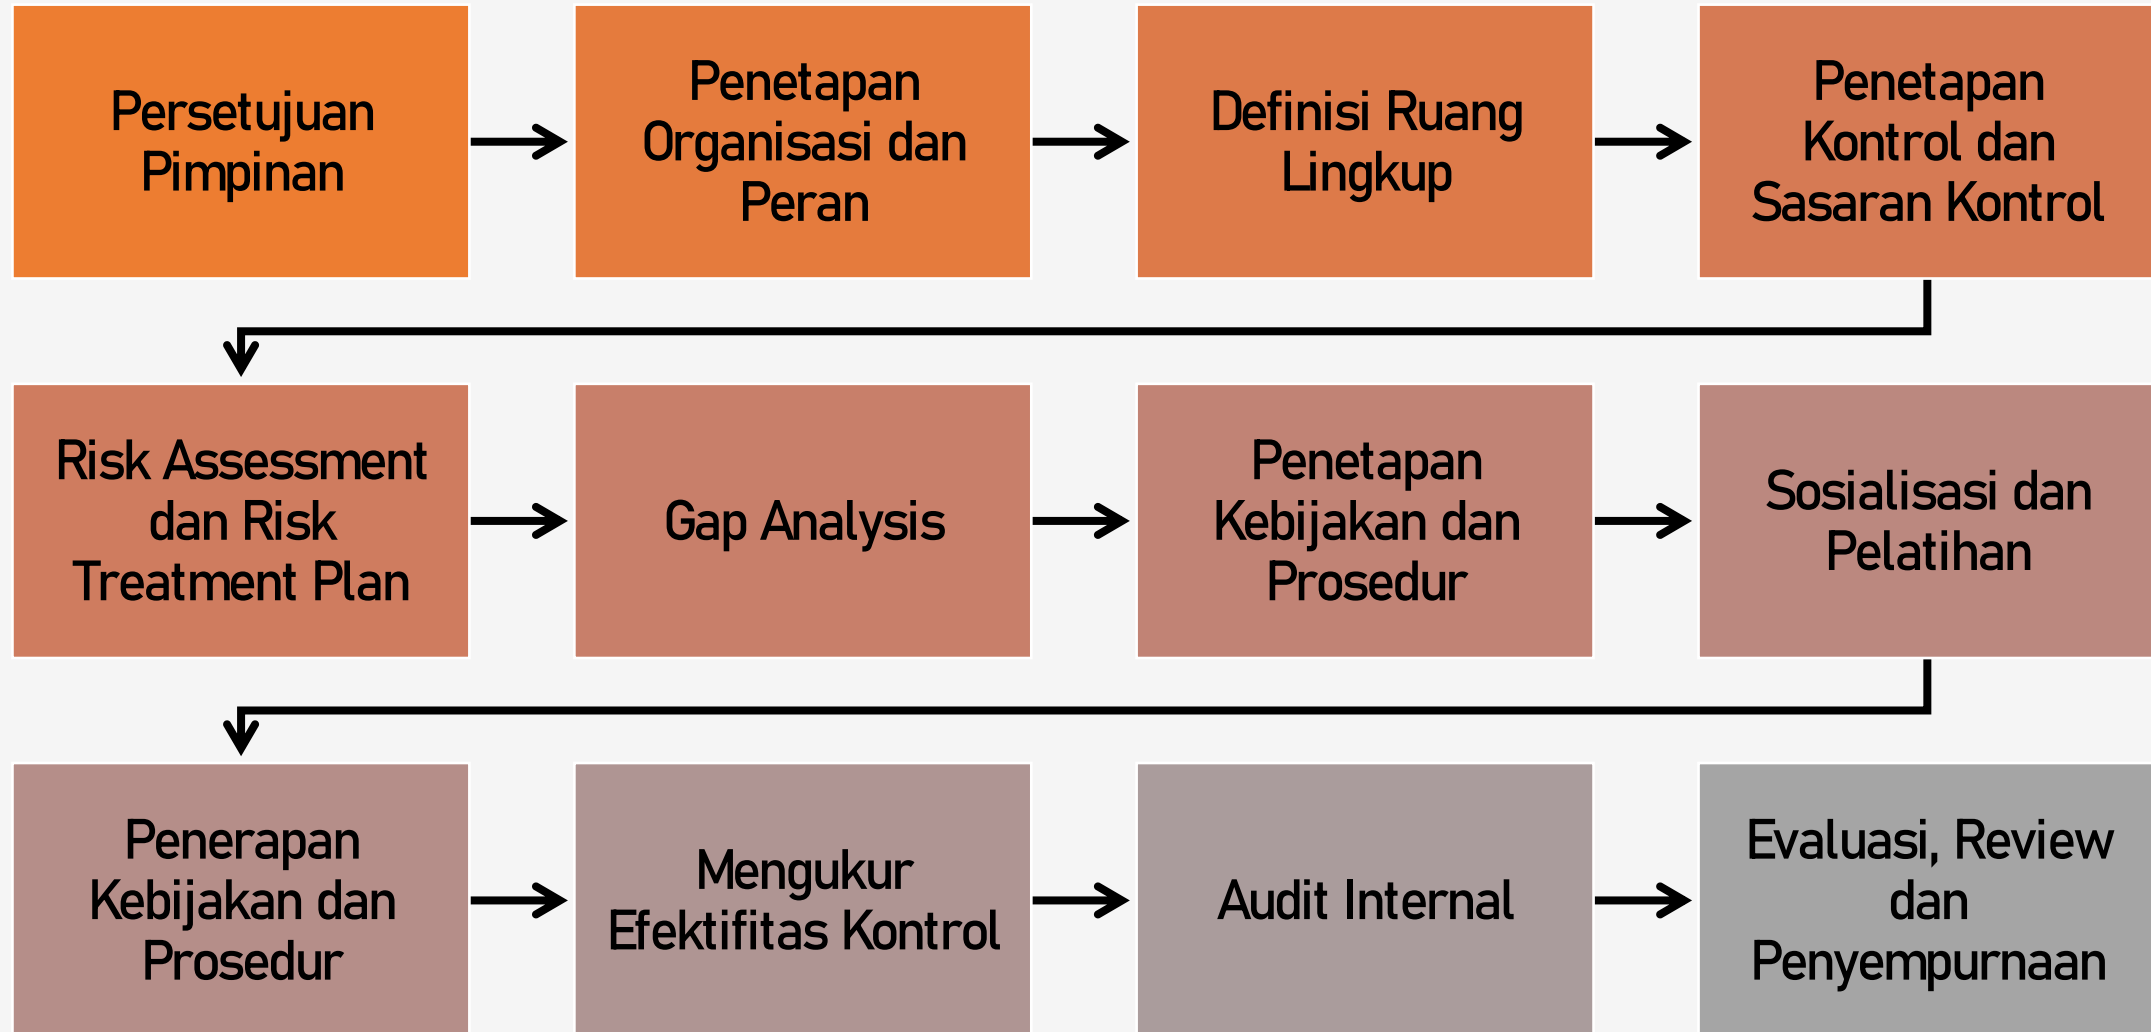 Persetujuan
Pimpinan
Penetapan
Organisasi dan
Peran
Definisi Ruang
Lingkup
Penetapan
Kontrol dan
Sasaran Kontrol
Risk Assessment
dan Risk
Treatment Plan
Gap Analysis
Penetapan
Kebijakan dan
Prosedur
Sosialisasi dan
Pelatihan
Penerapan
Kebijakan dan
Prosedur
Mengukur
Efektifitas Kontrol
Audit Internal
Evaluasi, Review
dan
Penyempurnaan